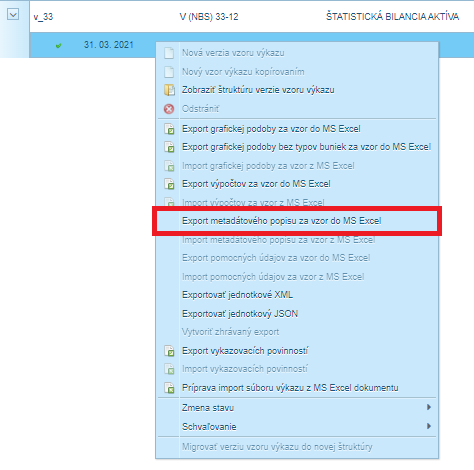 v_33 V (NBS) 33-12 ŠTATISTICKÁ BILANCIA AKTÍVA
31. 03. 2021
Nová verzia vzoru výkazu
Nový vzor výkazu kopírovaním
Zobraziť štruktúru verzie vzoru výkazu
Odstrániť
Export grafickej podoby za vzor do MS Excel
Export grafickej podoby bez typov buniek za vzor do MS Excel
Import grafickej podoby za vzor z MS Excel
Export výpočtov za vzor do MS Excel
Import výpočtov za vzor z MS Excel
Export metadátového popisu za vzor do MS Excel
Import metadátového popisu za vzor z MS Excel
Export pomocných údajov za vzor do MS Excel
Import pomocných údajov za vzor z MS Excel
Exportovať jednotkové XML
Exportovať jednotkový JSON
Vytvoriť zhrávaný export
Export vykazovacích povinností
Import vykazovacích povinností
Príprava import súboru výkazu z MS Excel dokumentu
Zmena stavu
Schvaľovanie
Migrovať verziu vzoru výkazu do novej štruktúry